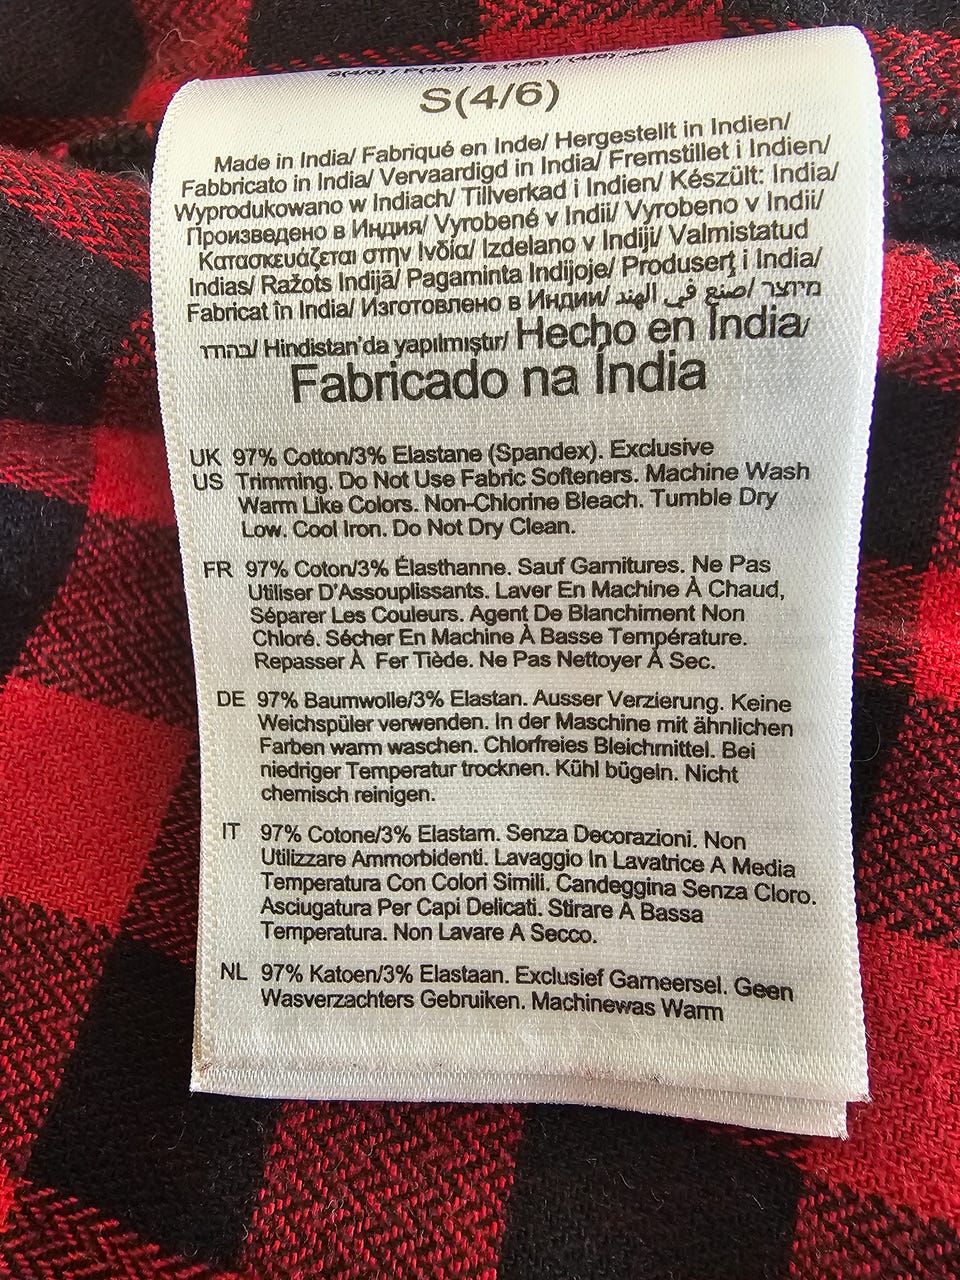 S(4/6)
Made in India/ Fabriqué en Inde/ Hergestellt in Indien/
Fabbricato in India/ Vervaardigd in India/ Fremstillet i Indien/
Wyprodukowano w Indiach/ Tillverkad i Indien/ Készült: India/
Произведено в Индия/ Vyrobené v Indii/ Vyrobeno v Indii/
Κατασκευάζεται στην Ινδία/ Izdelano v Indiji/ Valmistatud
Indias/ Ražots Indijā/ Pagaminta Indijoje/ Produserţ i India/
Fabricat în India/ Изготовлено в Индии/ صنع في الهند/ מיוצר
בהודו/ Hindistan'da yapılmıştır/ Hecho en India/
Fabricado na Índia
UK 97% Cotton/3% Elastane (Spandex). Exclusive
US Trimming. Do Not Use Fabric Softeners. Machine Wash
Warm Like Colors. Non-Chlorine Bleach. Tumble Dry
Low. Cool Iron. Do Not Dry Clean.
FR 97% Coton/3% Élasthanne. Sauf Garnitures. Ne Pas
Utiliser D'Assouplissants. Laver En Machine À Chaud,
Séparer Les Couleurs. Agent De Blanchiment Non
Chloré. Sécher En Machine À Basse Température.
Repasser À Fer Tiède. Ne Pas Nettoyer À Sec.
DE 97% Baumwolle/3% Elastan. Ausser Verzierung. Keine
Weichspüler verwenden. In der Maschine mit ähnlichen
Farben warm waschen. Chlorfreies Bleichmittel. Bei
niedriger Temperatur trocknen. Kühl bügeln. Nicht
chemisch reinigen.
IT 97% Cotone/3% Elastam. Senza Decorazioni. Non
Utilizzare Ammorbidenti. Lavaggio In Lavatrice A Media
Temperatura Con Colori Simili. Candeggina Senza Cloro.
Asciugatura Per Capi Delicati. Stirare A Bassa
Temperatura. Non Lavare A Secco.
NL 97% Katoen/3% Elastaan. Exclusief Garneersel. Geen
Wasverzachters Gebruiken. Machinewas Warm